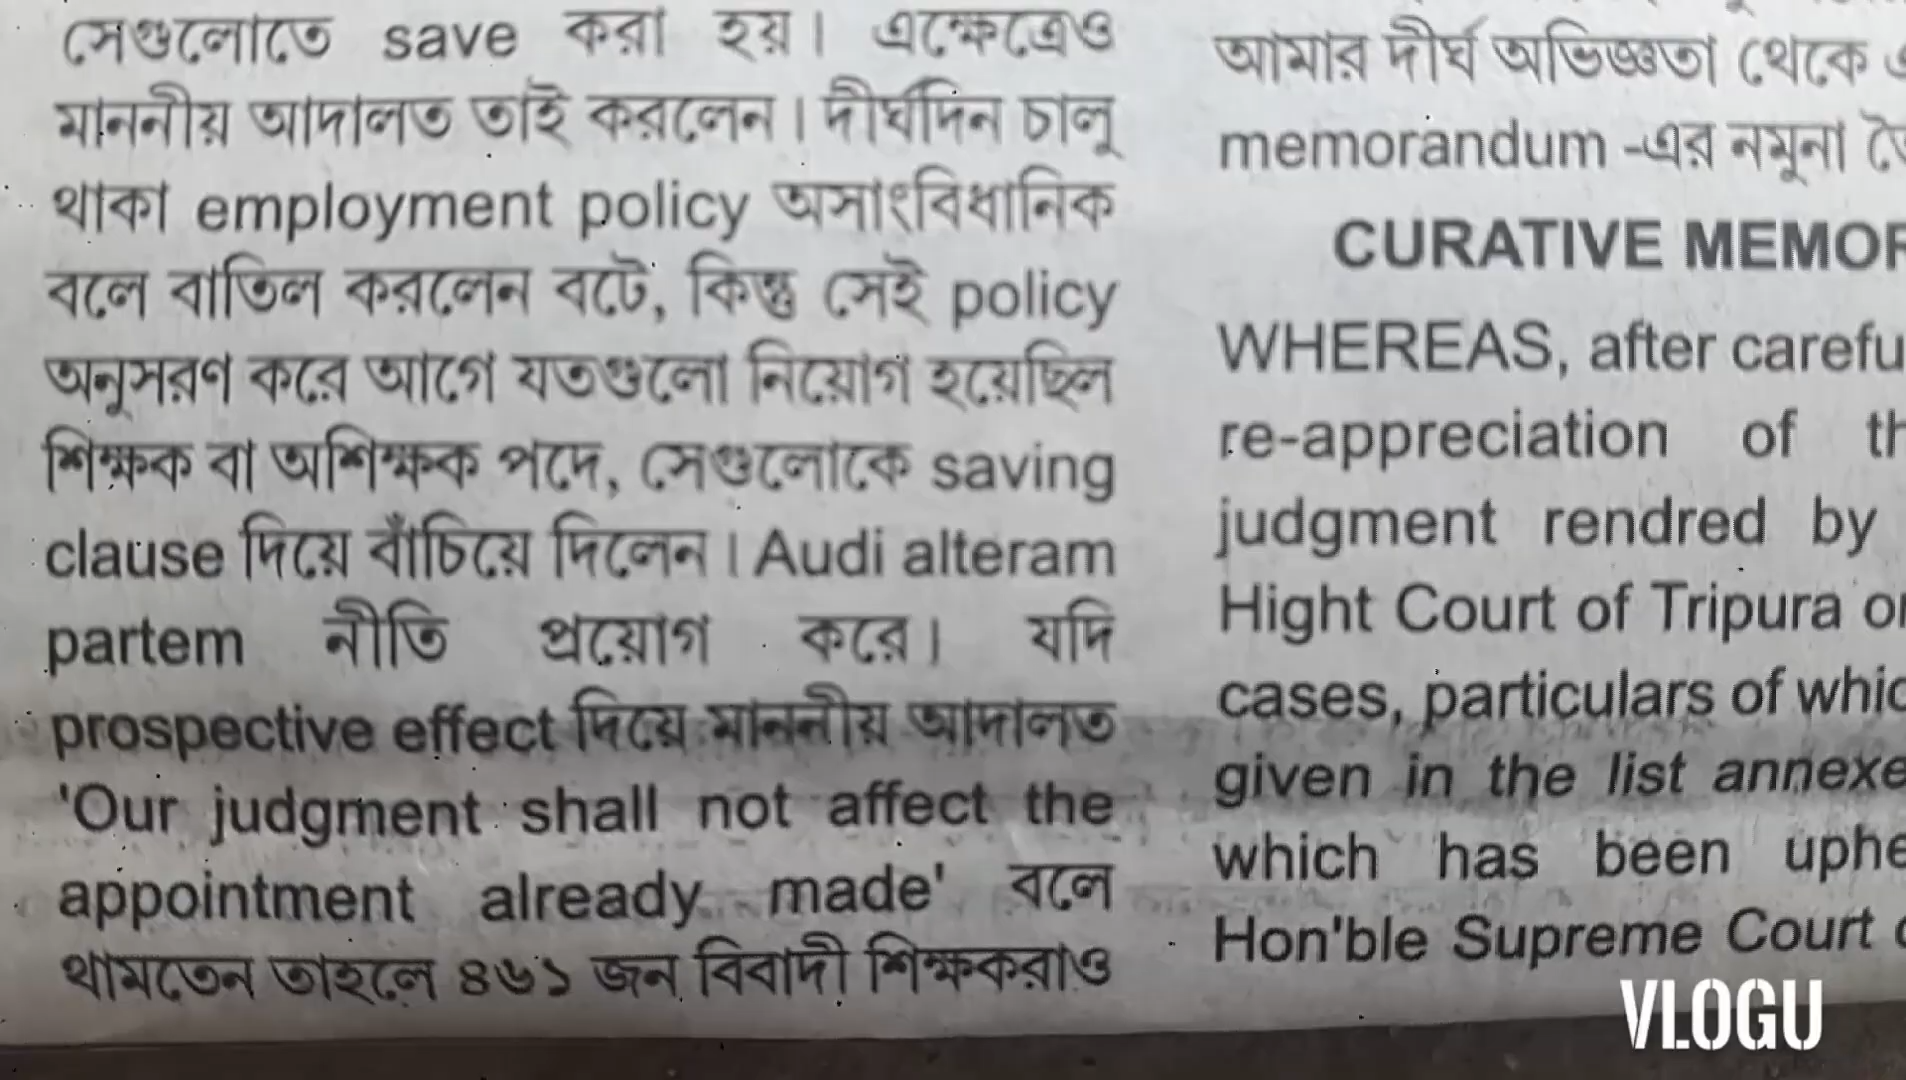 সেগুলোতে save করা হয়। এক্ষেত্রেও
মাননীয় আদালত তাই করলেন। দীর্ঘদিন চালু
থাকা employment policy অসাংবিধানিক
বলে বাতিল করলেন বটে, কিন্তু সেই policy
অনুসরণ করে আগে যতগুলো নিয়োগ হয়েছিল
শিক্ষক বা অশিক্ষক পদে, সেগুলোকে saving
clause দিয়ে বাঁচিয়ে দিলেন। Audi alteram
partem নীতি প্রয়োগ করে। যদি
prospective effect দিয়ে মাননীয় আদালত
'Our judgment shall not affect the
appointment already made' বলে
থামতেন তাহলে ৪৬১ জন বিবাদী শিক্ষকরাও
আমার দীর্ঘ অভিজ্ঞতা থেকে
memorandum -এর নমুনা
CURATIVE MEMOR
WHEREAS, after carefu
re-appreciation of th
judgment rendred by
Hight Court of Tripura on
cases, particulars of whic
given in the list annexe
which has been uphe
Hon'ble Supreme Court
VLOGU